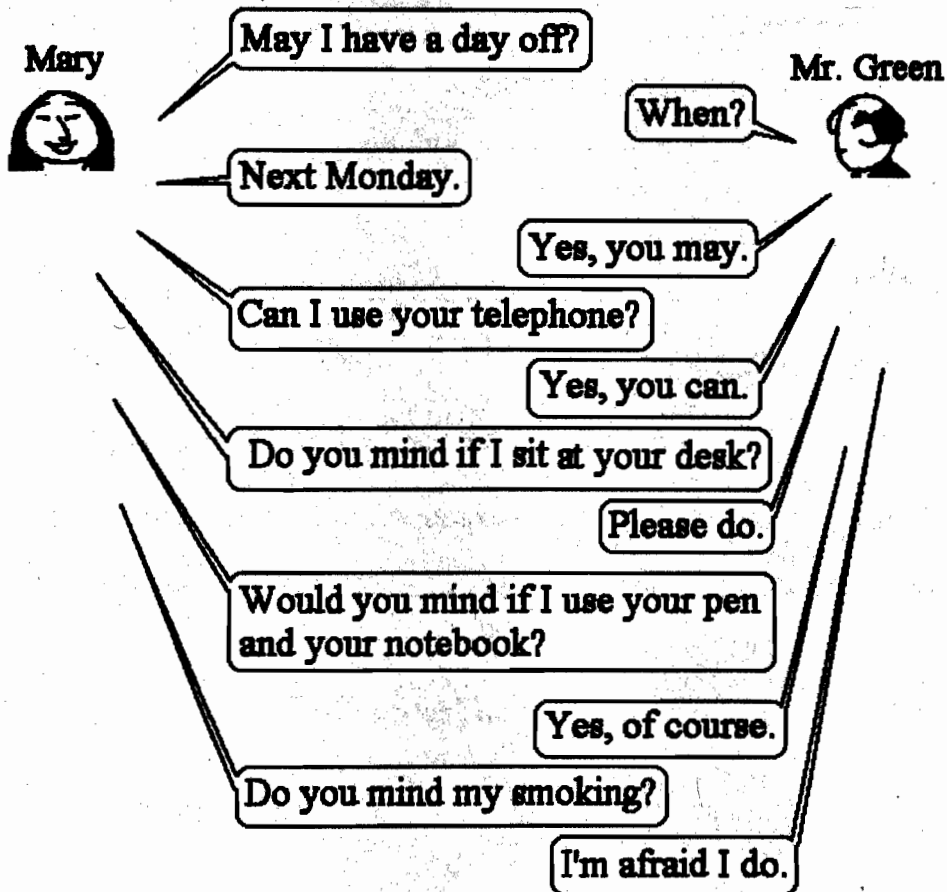 Mary
May I have a day off?
Mr. Green
When?
Next Monday.
Yes, you may.
Can I use your telephone?
Yes, you can.
Do you mind if I sit at your desk?
Please do.
Would you mind if I use your pen
and your notebook?
Yes, of course.
Do you mind my smoking?
I'm afraid I do.